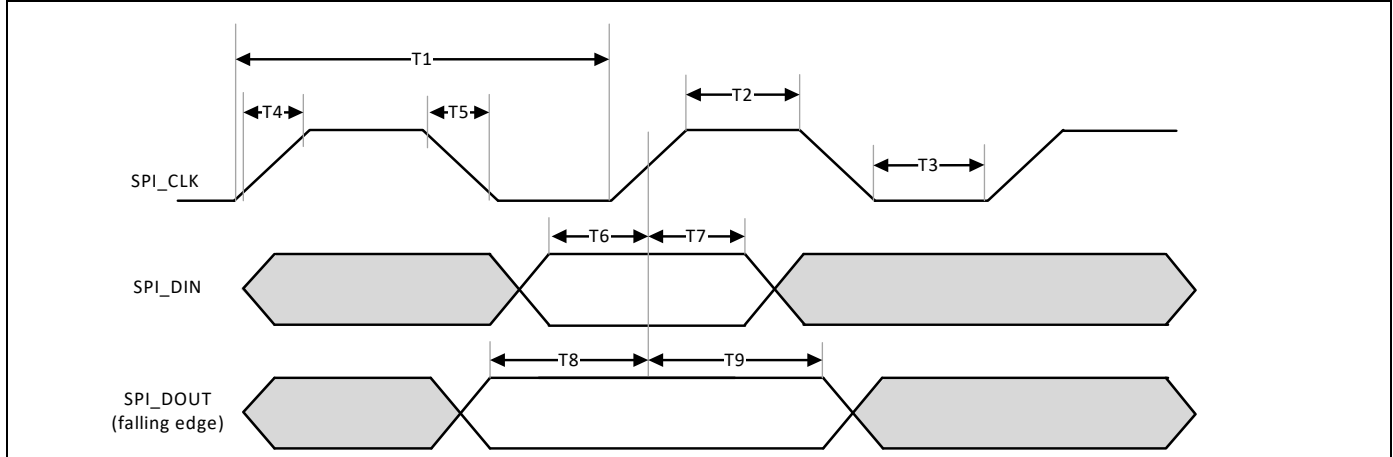 T1
T2
T4
T5
T3
SPI_CLK
T6
T7
SPI_DIN
T8
T9
SPI_DOUT
(falling edge)